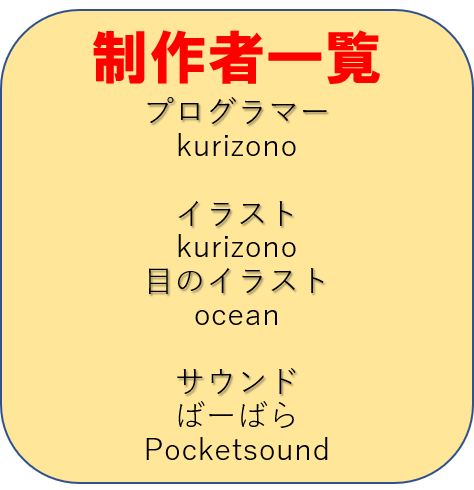 制作者一覧
プログラマー
kurizono
イラスト
kurizono
目のイラスト
ocean
サウンド
ばーばら
Pocketsound